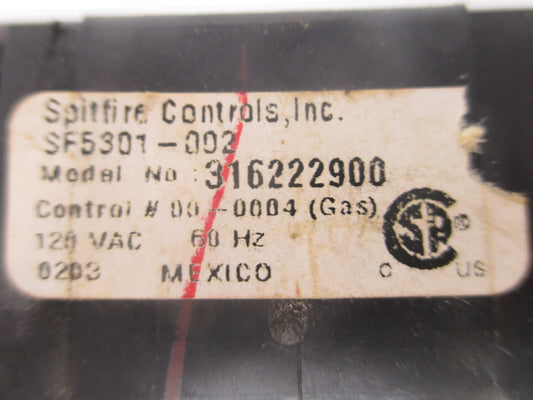 Spitfire Controls, Inc.
SF5301-002
Model No : 316222900
Control # 00-0004 (Gas)
120 VAC 60 Hz
0203 MEXICO
SP ®
C US